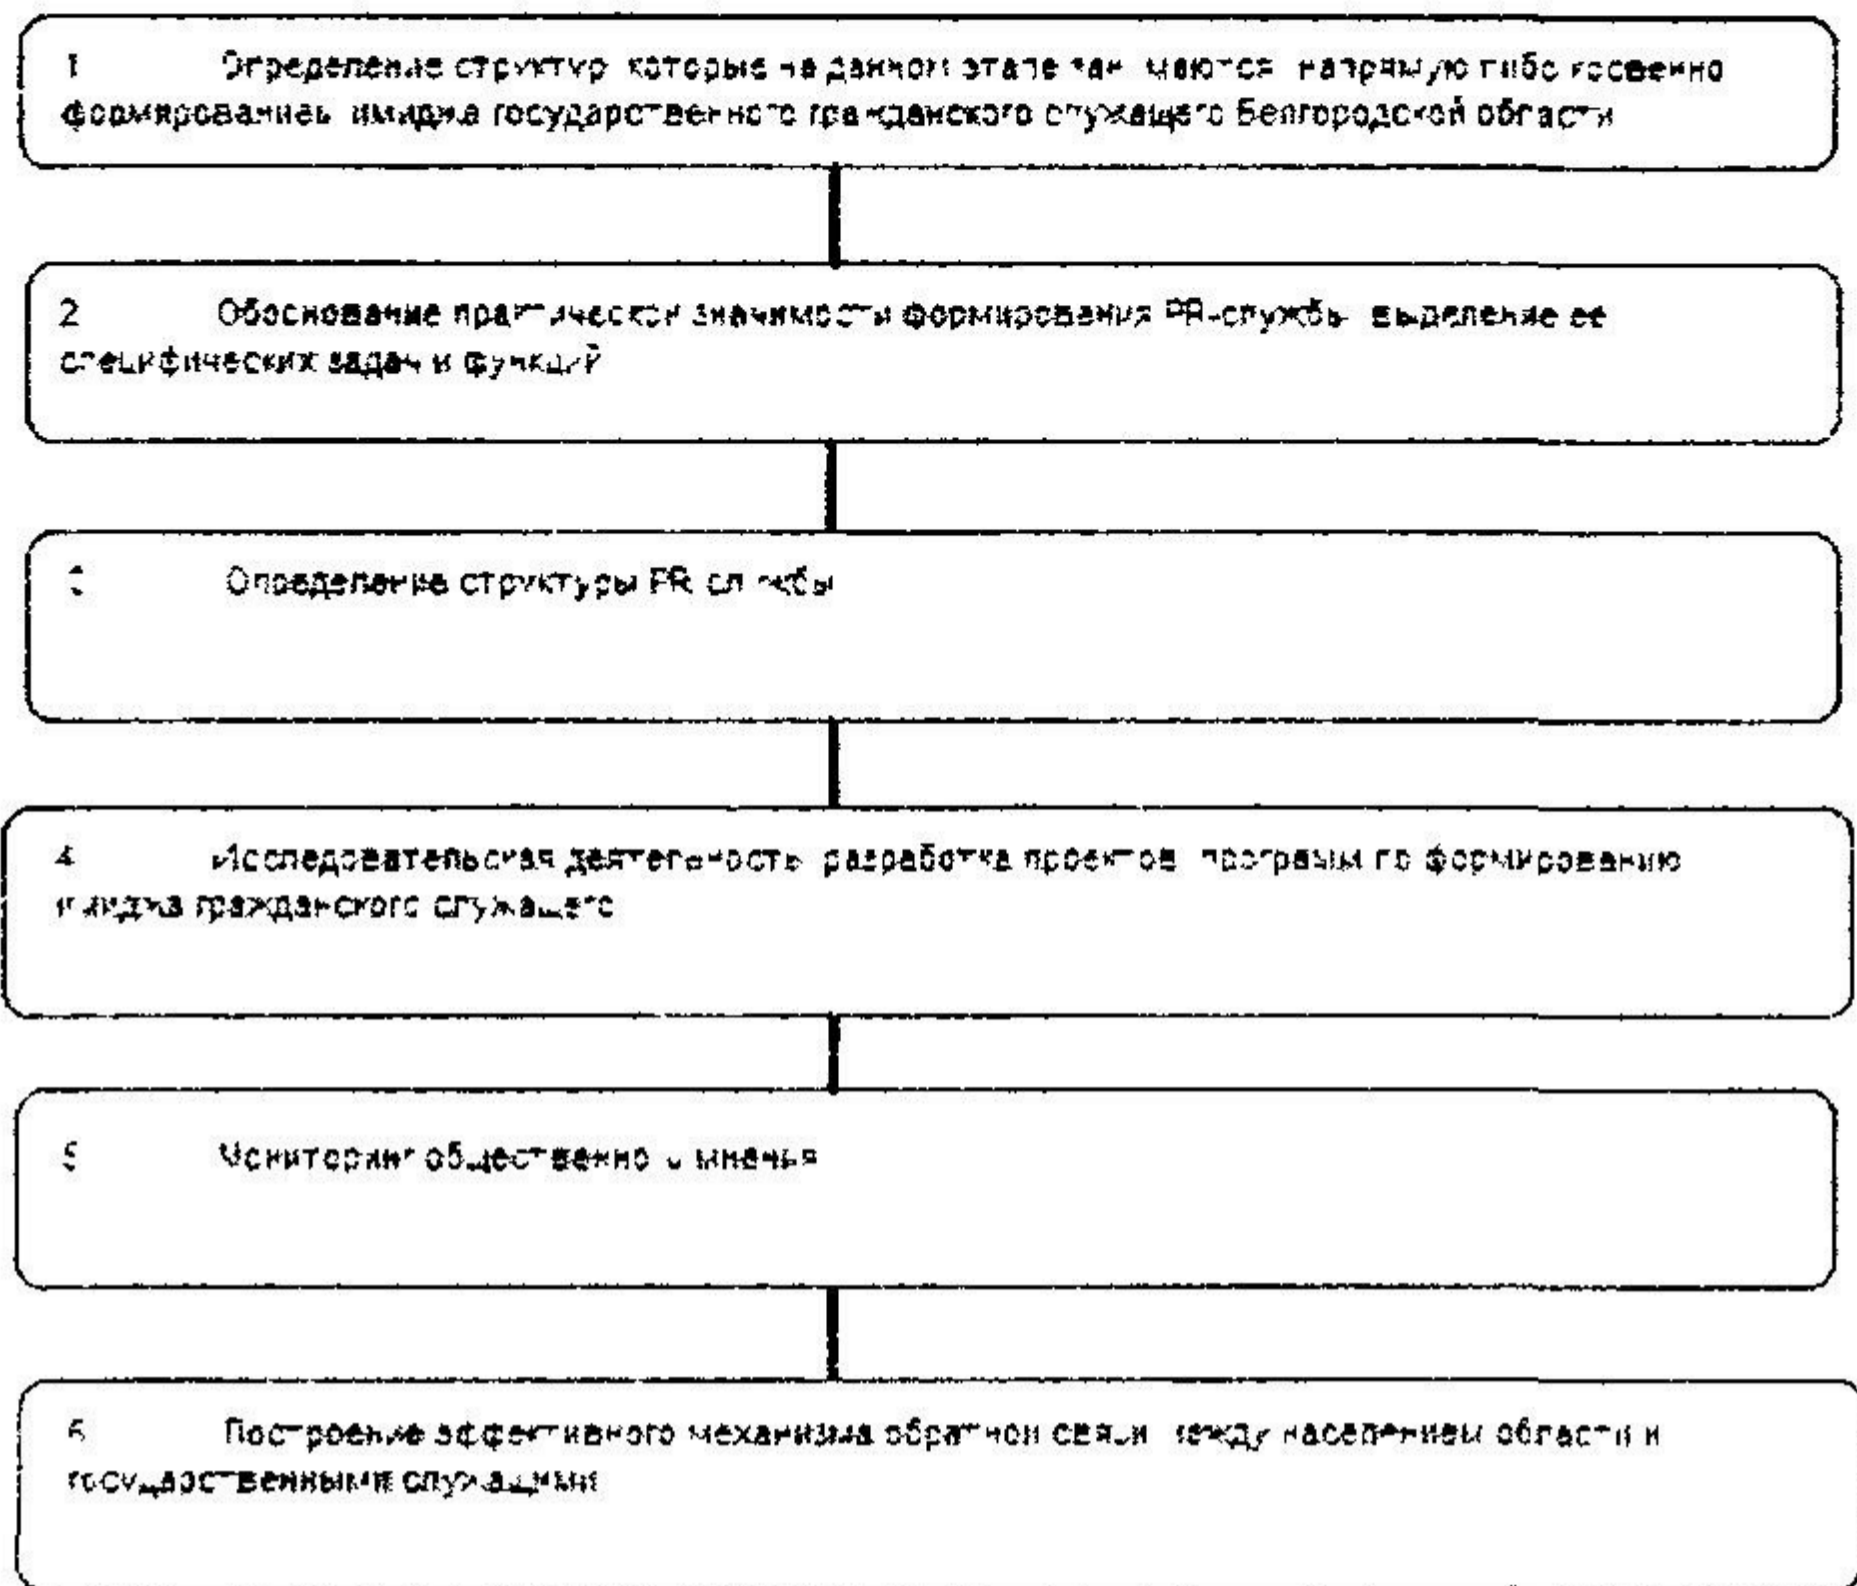 1 Определение структур которые на данном этапе занимаются напрямую либо косвенно
формированием имиджа государственного гражданского служащего Белгородской области
2 Обоснование практической значимости формирования PR-службы выделение ее
специфических задач и функций
3 Определение структуры PR службы
4 Исследовательская деятельность разработка проектов программ по формированию
имиджа гражданского служащего
5 Мониторинг общественного мнения
6 Построение эффективного механизма обратной связи между населением области и
государственными служащими